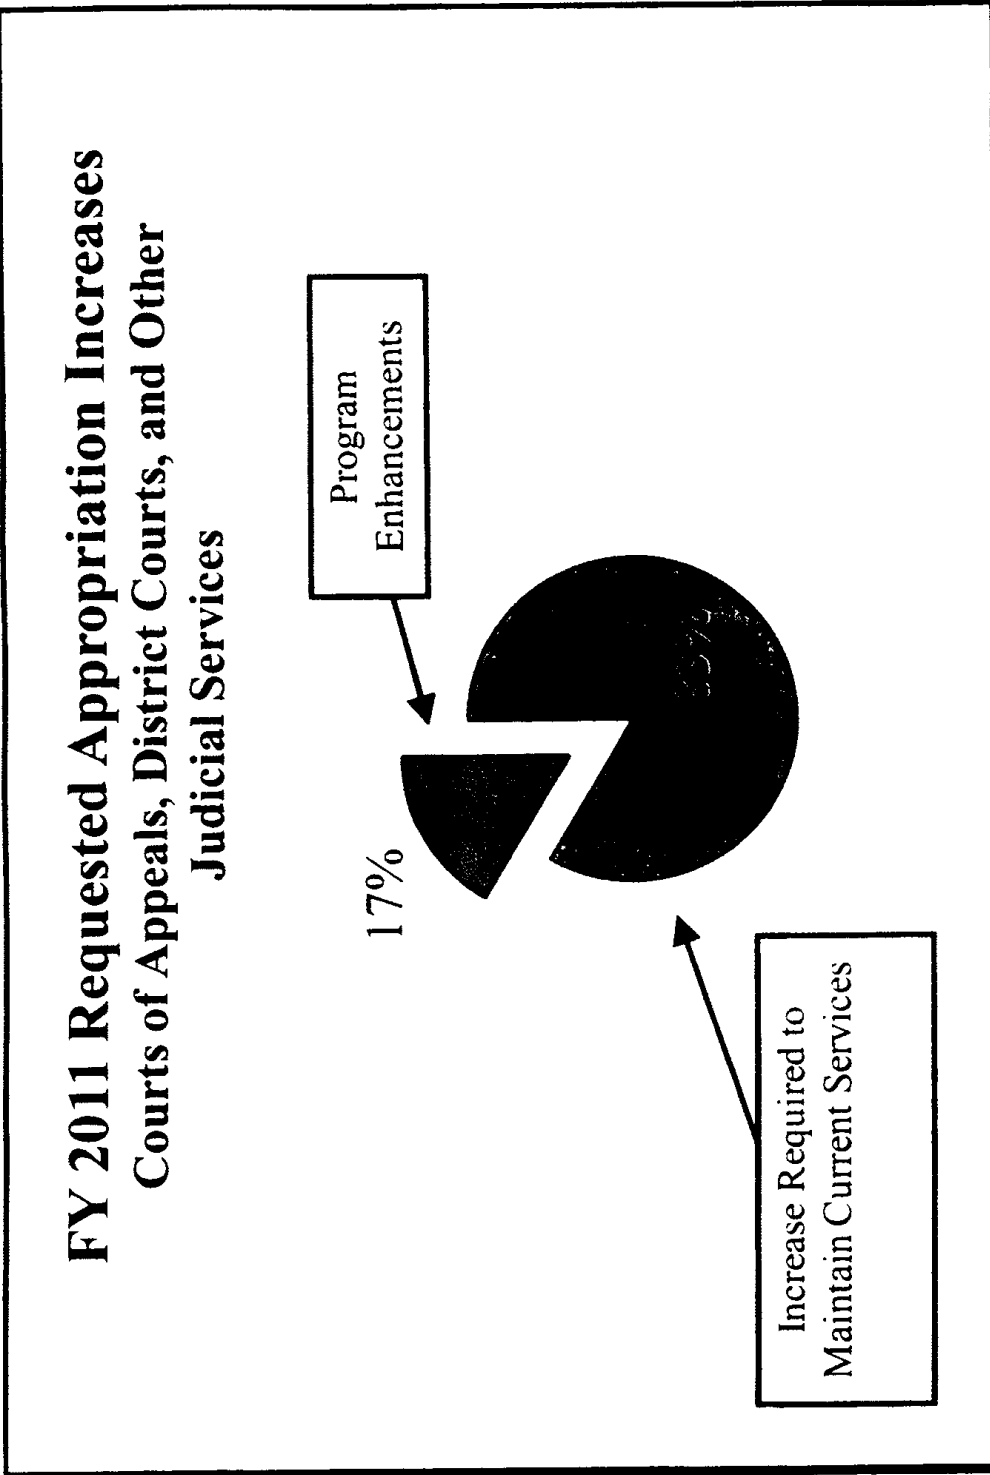 FY 2011 Requested Appropriation Increases
Courts of Appeals, District Courts, and Other
Judicial Services
Program
Enhancements
17%
Increase Required to
Maintain Current Services